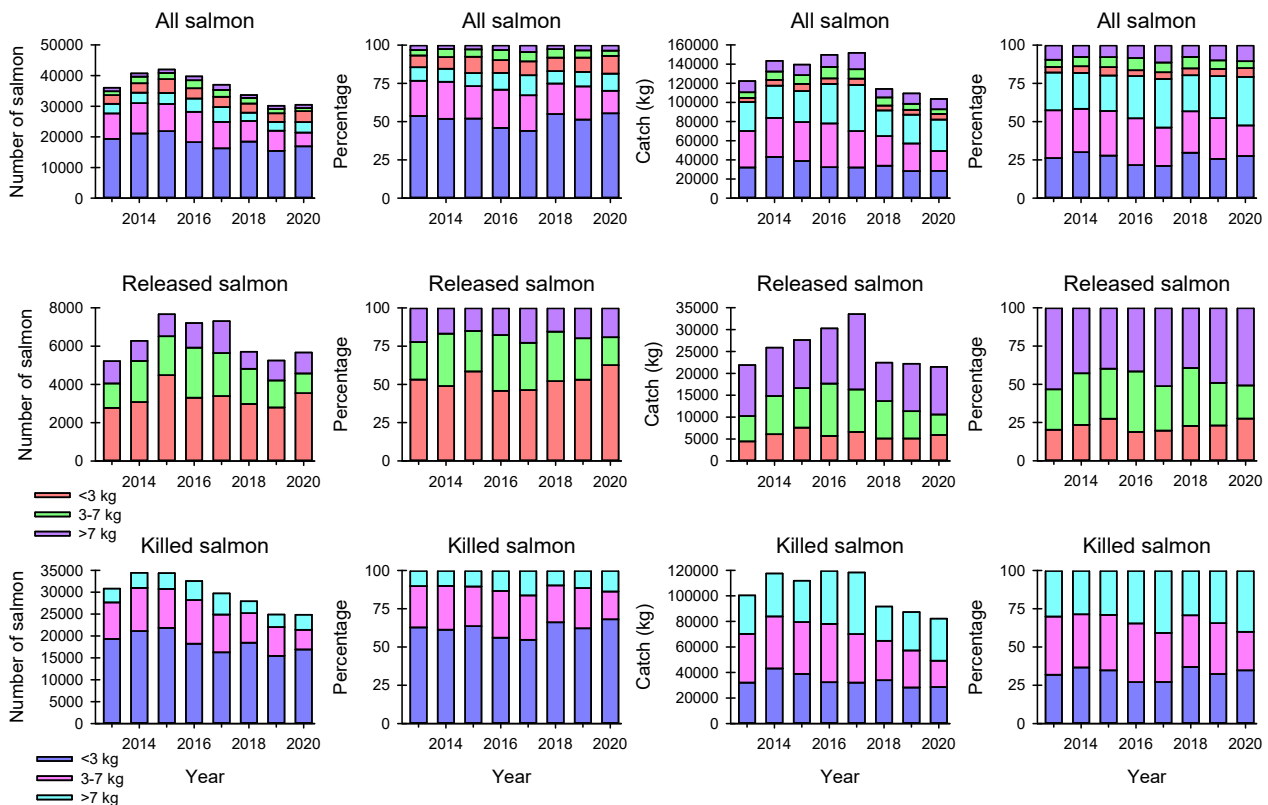 All salmon
All salmon
All salmon
All salmon
Number of salmon
50000
40000
30000
20000
10000
0
2014 2016 2018 2020
Percentage
100
75
50
25
0
2014 2016 2018 2020
Catch (kg)
160000
140000
120000
100000
80000
60000
40000
20000
0
2014 2016 2018 2020
Percentage
100
75
50
25
0
2014 2016 2018 2020
Released salmon
Released salmon
Released salmon
Released salmon
Number of salmon
8000
6000
4000
2000
0
2014 2016 2018 2020
Percentage
100
75
50
25
0
2014 2016 2018 2020
Catch (kg)
35000
30000
25000
20000
15000
10000
5000
0
2014 2016 2018 2020
Percentage
100
75
50
25
0
2014 2016 2018 2020
<3 kg
3-7 kg
>7 kg
Killed salmon
Killed salmon
Killed salmon
Killed salmon
Number of salmon
35000
30000
25000
20000
15000
10000
5000
0
2014 2016 2018 2020
Year
Percentage
100
75
50
25
0
2014 2016 2018 2020
Year
Catch (kg)
120000
100000
80000
60000
40000
20000
0
2014 2016 2018 2020
Year
Percentage
100
75
50
25
0
2014 2016 2018 2020
Year
<3 kg
3-7 kg
>7 kg